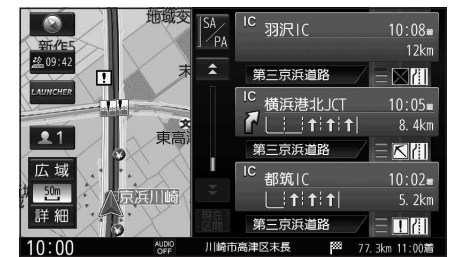 地域交
新作5
09:42
LAUNCHER
1
広域
50m
詳細
東高
京浜川崎
SA/PA
現在区間
IC 羽沢IC 10:08
12km
第三京浜道路
IC 横浜港北JCT 10:05
8.4km
第三京浜道路
IC 都筑IC 10:02
5.2km
第三京浜道路
10:00
AUDIO OFF
川崎市高津区末長
77.3km 11:00着